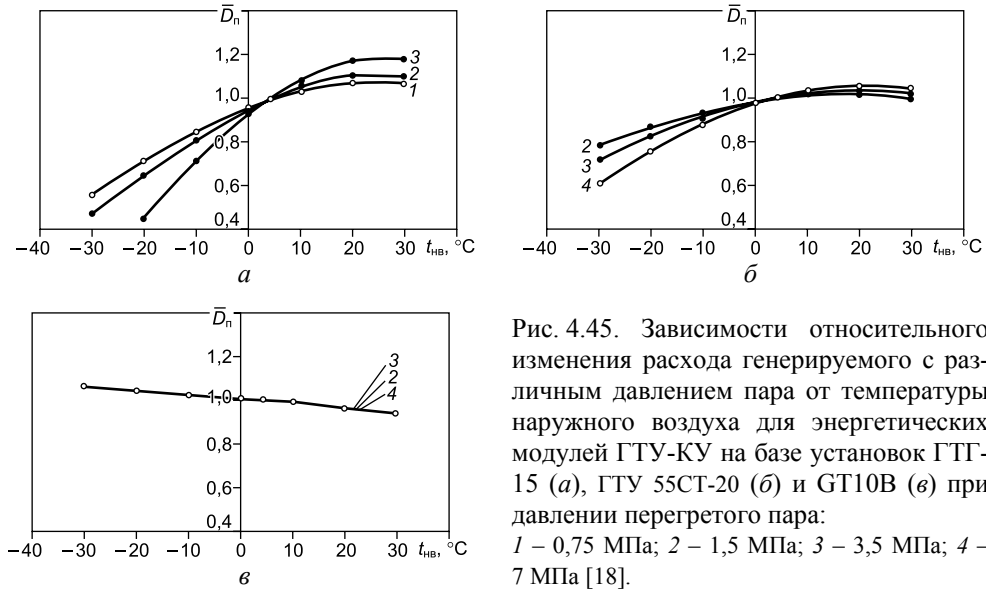 D̅п
1,2
1,0
0,8
0,6
0,4
3
2
1
–40 –30 –20 –10 0 10 20 30 tнв, °C
а
D̅п
1,2
1,0
0,8
0,6
0,4
2
3
4
–40 –30 –20 –10 0 10 20 30 tнв, °C
б
D̅п
1,2
1,0
0,8
0,6
0,4
3
2
4
–40 –30 –20 –10 0 10 20 30 tнв, °C
в
Рис. 4.45. Зависимости относительного
изменения расхода генерируемого с раз-
личным давлением пара от температуры
наружного воздуха для энергетических
модулей ГТУ-КУ на базе установок ГТГ-
15 (а), ГТУ 55СТ-20 (б) и GT10B (в) при
давлении перегретого пара:
1 – 0,75 МПа; 2 – 1,5 МПа; 3 – 3,5 МПа; 4 –
7 МПа [18].